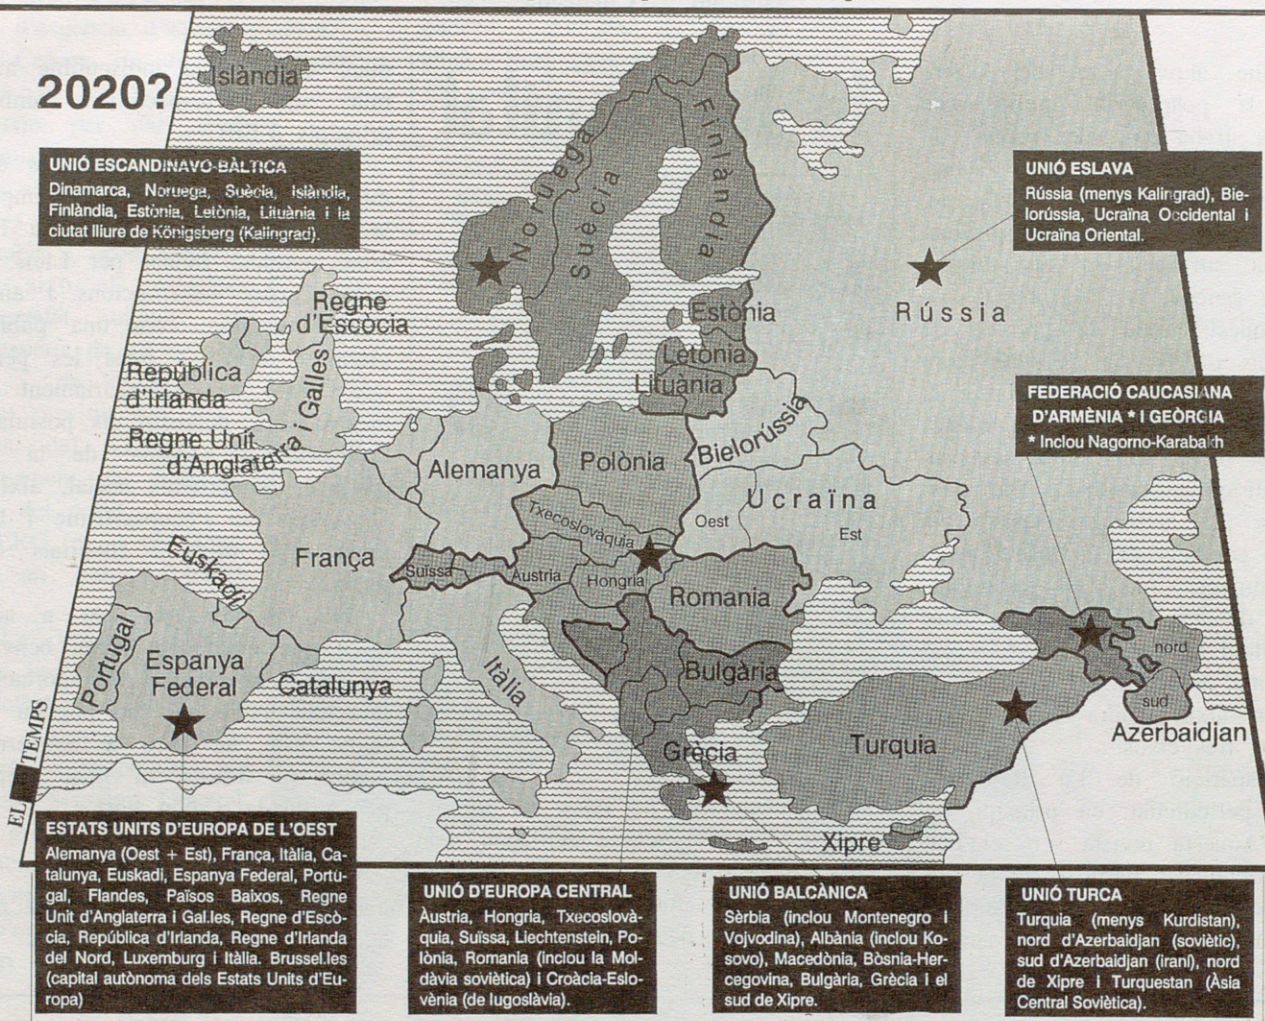 2020?
Islàndia
UNIÓ ESCANDINAVO-BÀLTICA
Dinamarca, Noruega, Suècia, Islàndia,
Finlàndia, Estònia, Letònia, Lituània i la
ciutat lliure de Königsberg (Kalingrad).
Noruega
Suècia
Finlàndia
UNIÓ ESLAVA
Rússia (menys Kalingrad), Bie-
lorússia, Ucraïna Occidental i
Ucraïna Oriental.
Rússia
Regne
d'Escòcia
República
d'Irlanda
Regne Unit
d'Anglaterra i Galles
Estònia
Letònia
Lituània
FEDERACIÓ CAUCASIANA
D'ARMÈNIA * I GEÒRGIA
* Inclou Nagorno-Karabakh
Bielorússia
Alemanya
Polònia
Ucraïna
Oest
Est
Txecoslovàquia
França
Suïssa
Àustria
Hongria
Romania
Euskadi
Portugal
Espanya
Federal
Catalunya
Itàlia
Bulgària
nord
sud
Azerbaidjan
Grècia
Turquia
Xipre
EL TEMPS
ESTATS UNITS D'EUROPA DE L'OEST
Alemanya (Oest + Est), França, Itàlia, Ca-
talunya, Euskadi, Espanya Federal, Portu-
gal, Flandes, Països Baixos, Regne
Unit d'Anglaterra i Gal.les, Regne d'Escò-
cia, República d'Irlanda, Regne d'Irlanda
del Nord, Luxemburg i Itàlia. Brussel.les
(capital autònoma dels Estats Units d'Eu-
ropa)
UNIÓ D'EUROPA CENTRAL
Àustria, Hongria, Txecoslovà-
quia, Suïssa, Liechtenstein, Po-
lònia, Romania (inclou la Mol-
dàvia soviètica) i Croàcia-Eslo-
vènia (de Iugoslàvia).
UNIÓ BALCÀNICA
Sèrbia (inclou Montenegro i
Vojvodina), Albània (inclou Ko-
sovo), Macedònia, Bòsnia-Her-
cegovina, Bulgària, Grècia i el
sud de Xipre.
UNIÓ TURCA
Turquia (menys Kurdistan),
nord d'Azerbaidjan (soviètic),
sud d'Azerbaidjan (iraní), nord
de Xipre i Turquestan (Àsia
Central Soviètica).